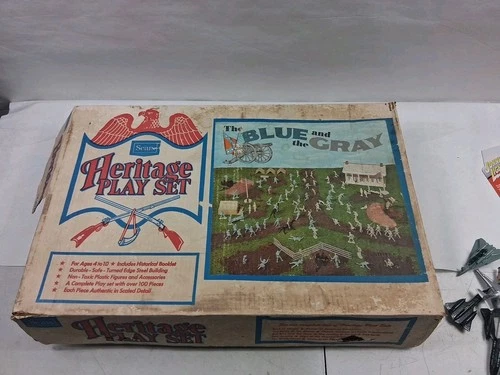 Sears
Heritage
PLAY SET
★ For Ages 4 to 12 ★ Includes Historical Booklet
★ Durable - Safe - Turned Edge Steel Building
★ Non-Toxic Plastic Figures and Accessories
★ A Complete Play set with over 100 Pieces
★ Each Piece Authentic in Scaled Detail
The BLUE and
the GRAY
Heritage
PLAY SET